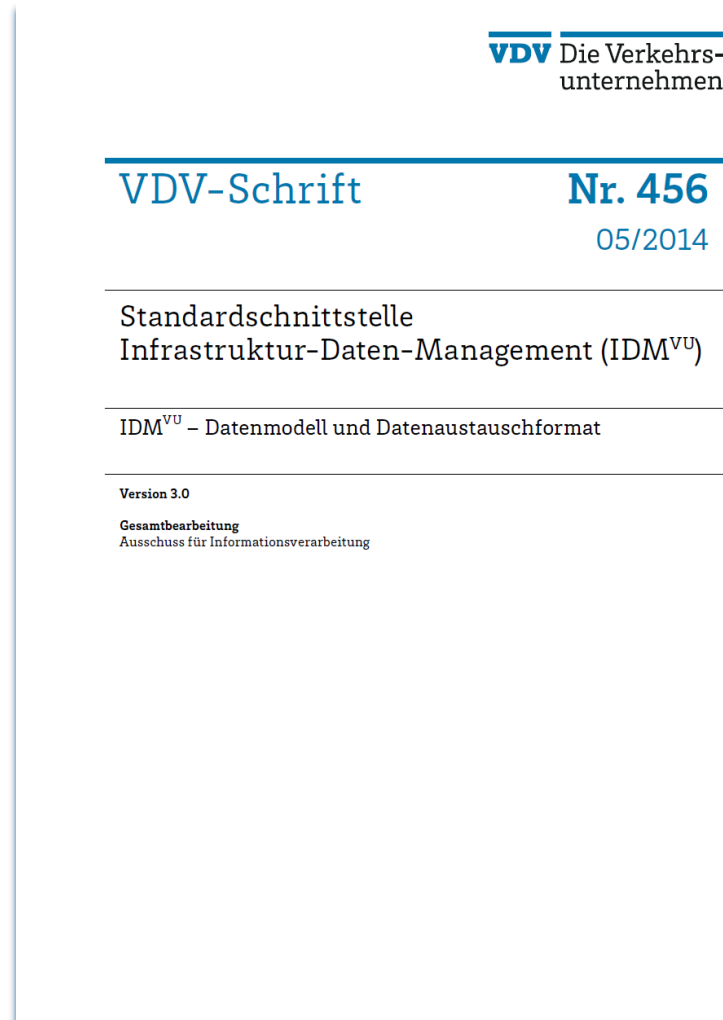 VDV Die Verkehrs-
unternehmen
VDV-Schrift Nr. 456
05/2014
Standardschnittstelle
Infrastruktur-Daten-Management (IDMVU)
IDMVU – Datenmodell und Datenaustauschformat
Version 3.0
Gesamtbearbeitung
Ausschuss für Informationsverarbeitung